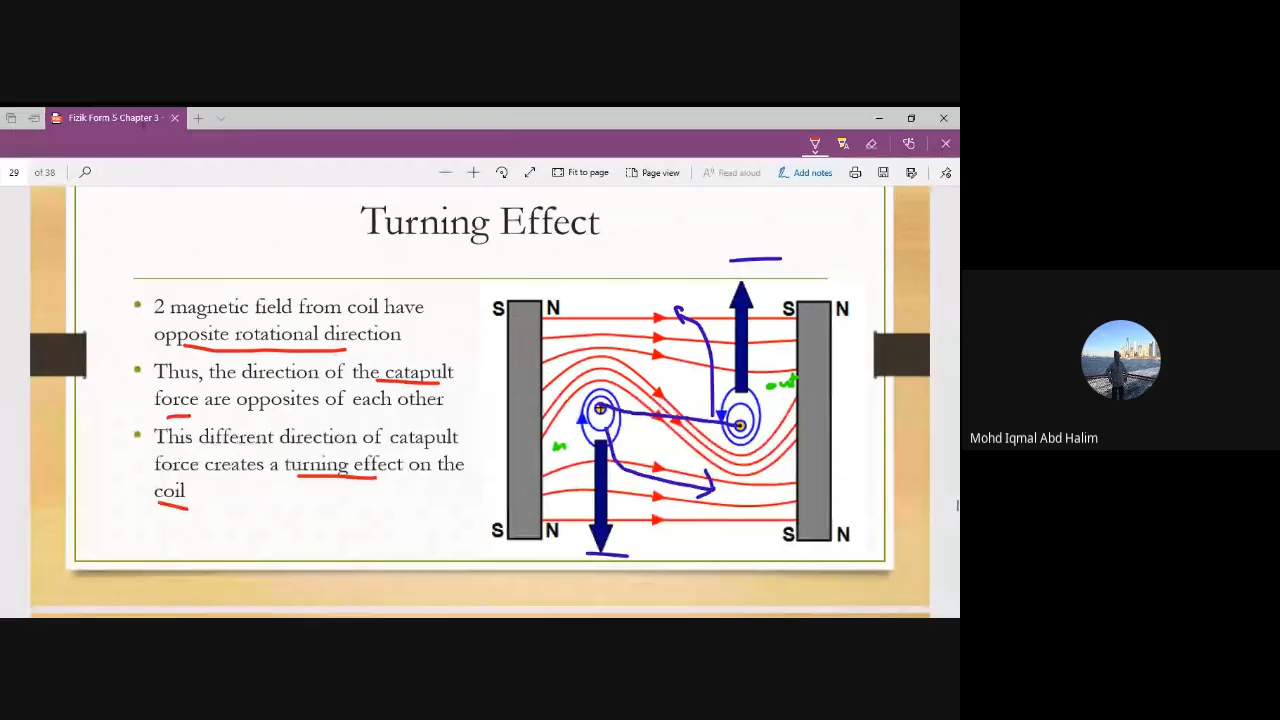 Fizik Form 5 Chapter 3 -
29 of 38
Fit to page
Page view
Read aloud
Add notes
Turning Effect
2 magnetic field from coil have
opposite rotational direction
Thus, the direction of the catapult
force are opposites of each other
This different direction of catapult
force creates a turning effect on the
coil
S N S N
out
in
S N S N
Mohd Iqmal Abd Halim